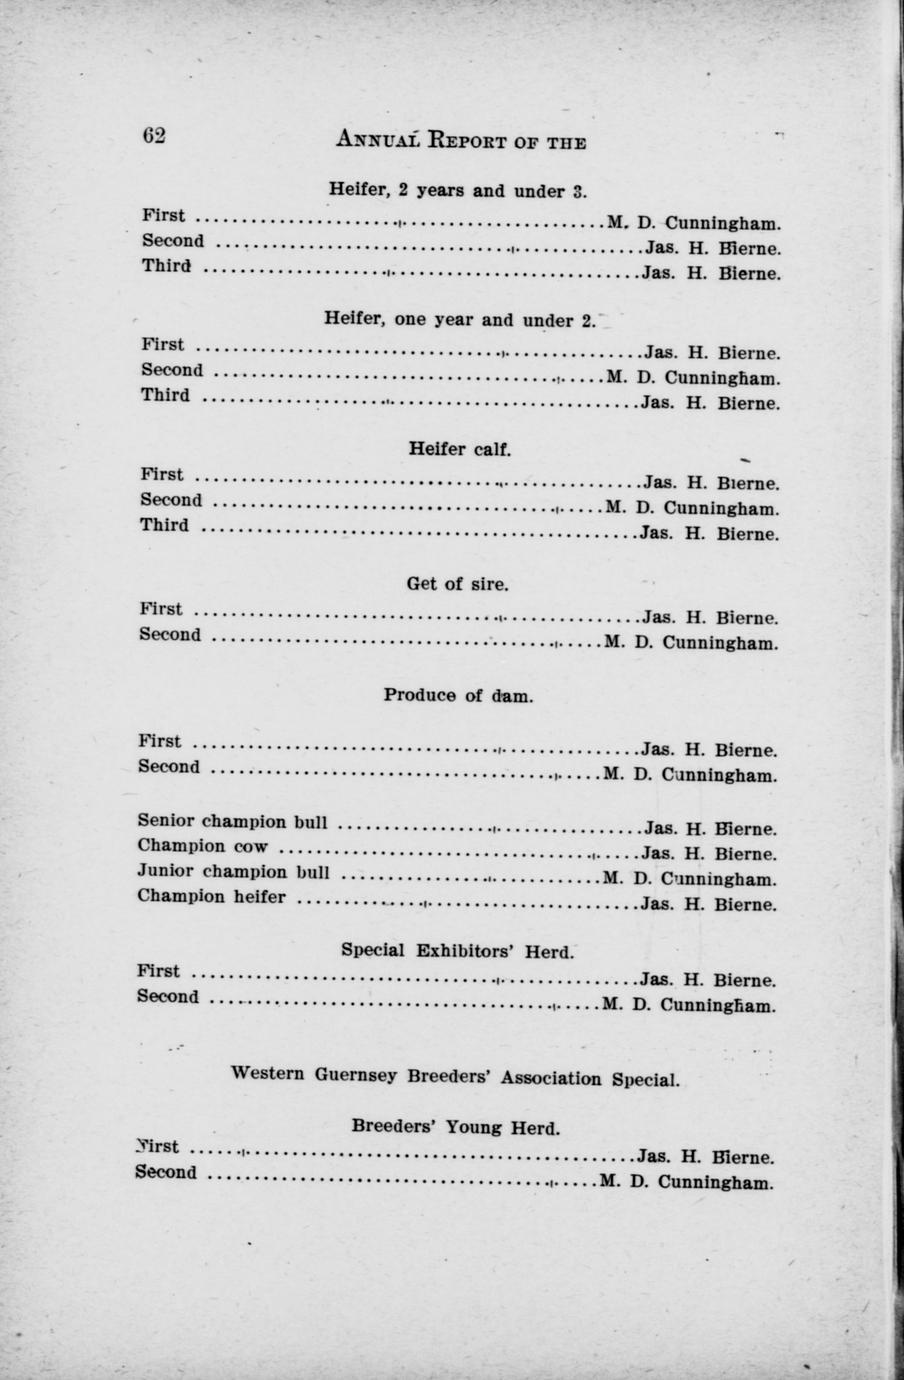 62 ANNUAL REPORT OF THE
Heifer, 2 years and under 3.
First ............................................ M. D. Cunningham.
Second ............................................ Jas. H. Bierne.
Third ............................................ Jas. H. Bierne.
Heifer, one year and under 2.
First ............................................ Jas. H. Bierne.
Second ............................................ M. D. Cunningham.
Third ............................................ Jas. H. Bierne.
Heifer calf.
First ............................................ Jas. H. Bierne.
Second ............................................ M. D. Cunningham.
Third ............................................ Jas. H. Bierne.
Get of sire.
First ............................................ Jas. H. Bierne.
Second ............................................ M. D. Cunningham.
Produce of dam.
First ............................................ Jas. H. Bierne.
Second ............................................ M. D. Cunningham.
Senior champion bull ................................ Jas. H. Bierne.
Champion cow ........................................ Jas. H. Bierne.
Junior champion bull ............................ M. D. Cunningham.
Champion heifer ..................................... Jas. H. Bierne.
Special Exhibitors' Herd.
First ............................................ Jas. H. Bierne.
Second ............................................ M. D. Cunningham.
Western Guernsey Breeders' Association Special.
Breeders' Young Herd.
First ............................................ Jas. H. Bierne.
Second ............................................ M. D. Cunningham.